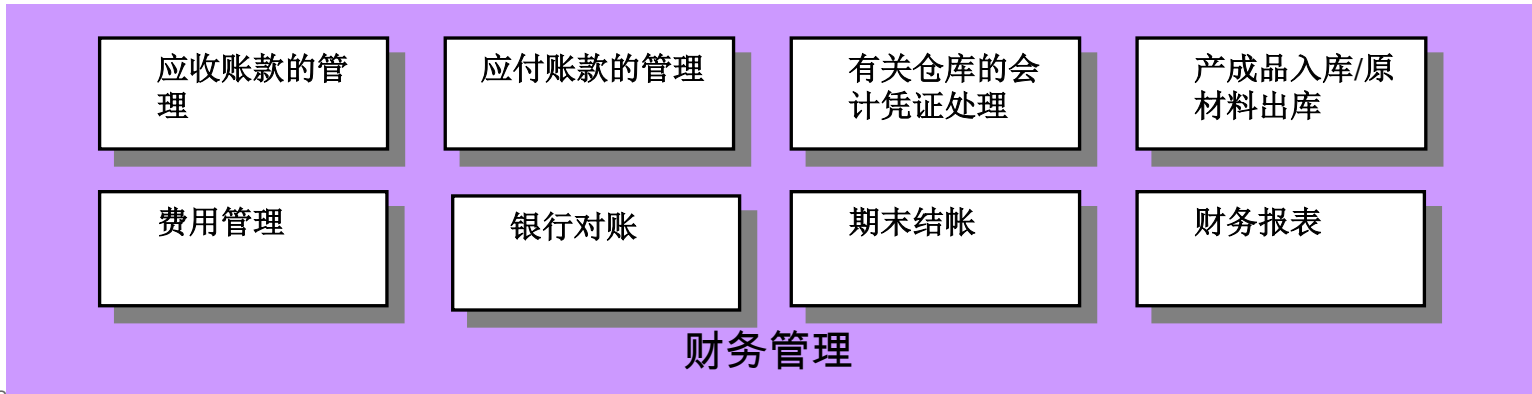 应收账款的管
理
应付账款的管理
有关仓库的会
计凭证处理
产成品入库/原
材料出库
费用管理
银行对账
期末结帐
财务报表
财务管理